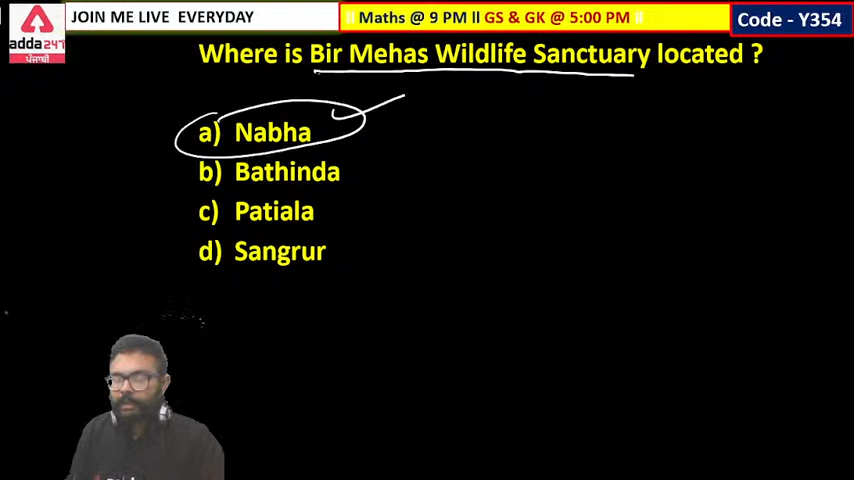 JOIN ME LIVE EVERYDAY
|| Maths @ 9 PM || GS & GK @ 5:00 PM ||
Code - Y354
adda247
ਪੰਜਾਬੀ
Where is Bir Mehas Wildlife Sanctuary located ?
a) Nabha
b) Bathinda
c) Patiala
d) Sangrur